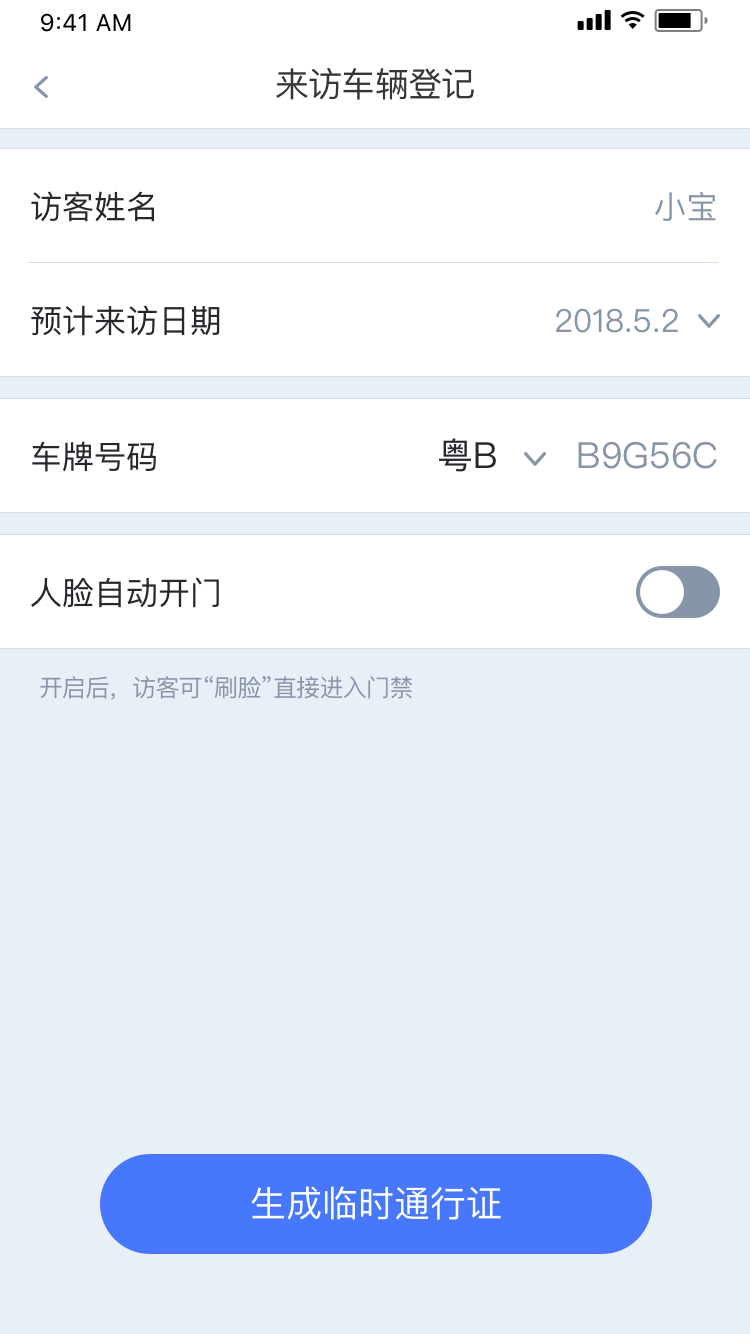 9:41 AM
来访车辆登记
访客姓名 小宝
预计来访日期 2018.5.2
车牌号码 粤B B9G56C
人脸自动开门
开启后，访客可“刷脸”直接进入门禁
生成临时通行证